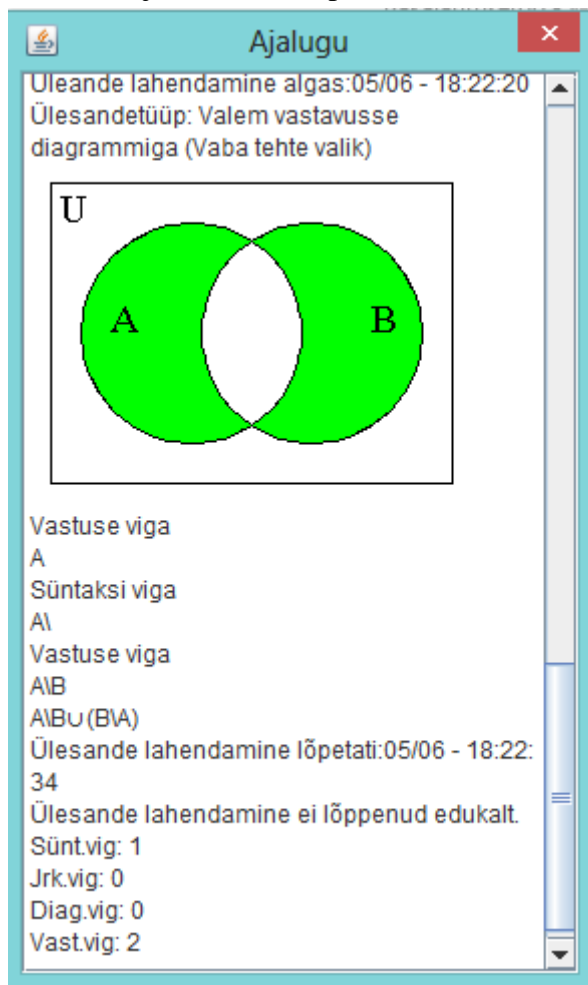 Ajalugu
Üleande lahendamine algas:05/06 - 18:22:20
Ülesandetüüp: Valem vastavusse
diagrammiga (Vaba tehte valik)
U
A
B
Vastuse viga
A
Süntaksi viga
A\
Vastuse viga
A\B
A\B∪(B\A)
Ülesande lahendamine lõpetati:05/06 - 18:22:
34
Ülesande lahendamine ei lõppenud edukalt.
Sünt.vig: 1
Jrk.vig: 0
Diag.vig: 0
Vast.vig: 2